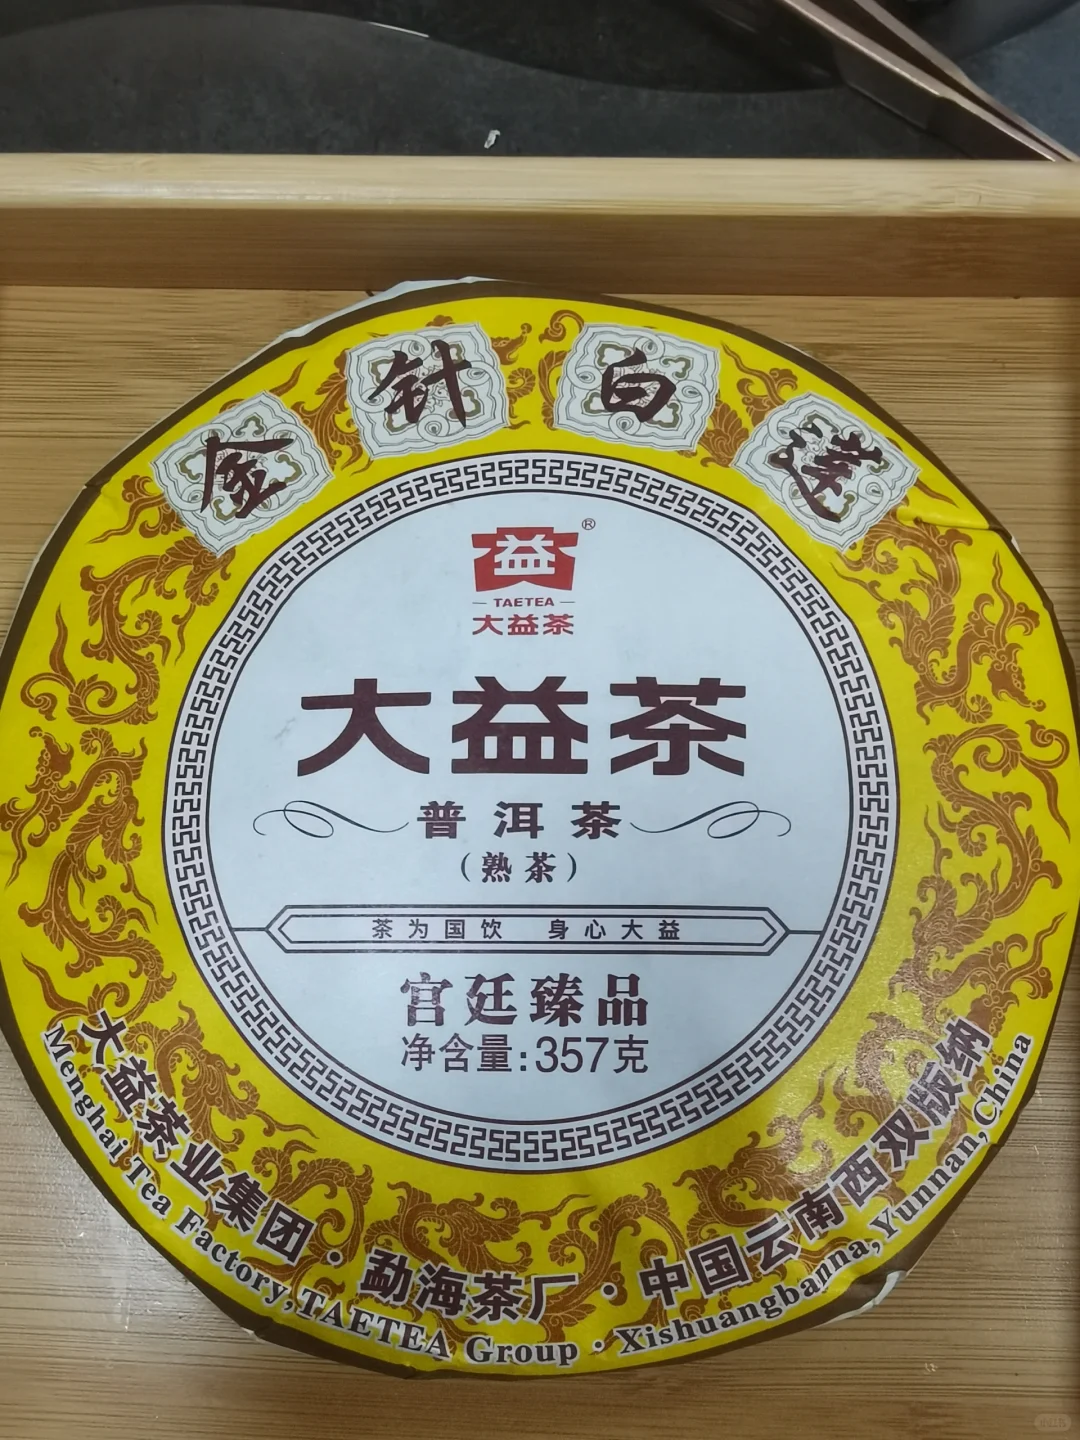 金针白莲
益®
TAETEA
大益茶
大益茶
普洱茶
(熟茶)
茶为国饮 身心大益
宫廷臻品
净含量:357克
大益茶业集团·勐海茶厂·中国云南西双版纳
Menghai Tea Factory, TAETEA Group · Xishuangbanna, Yunnan, China